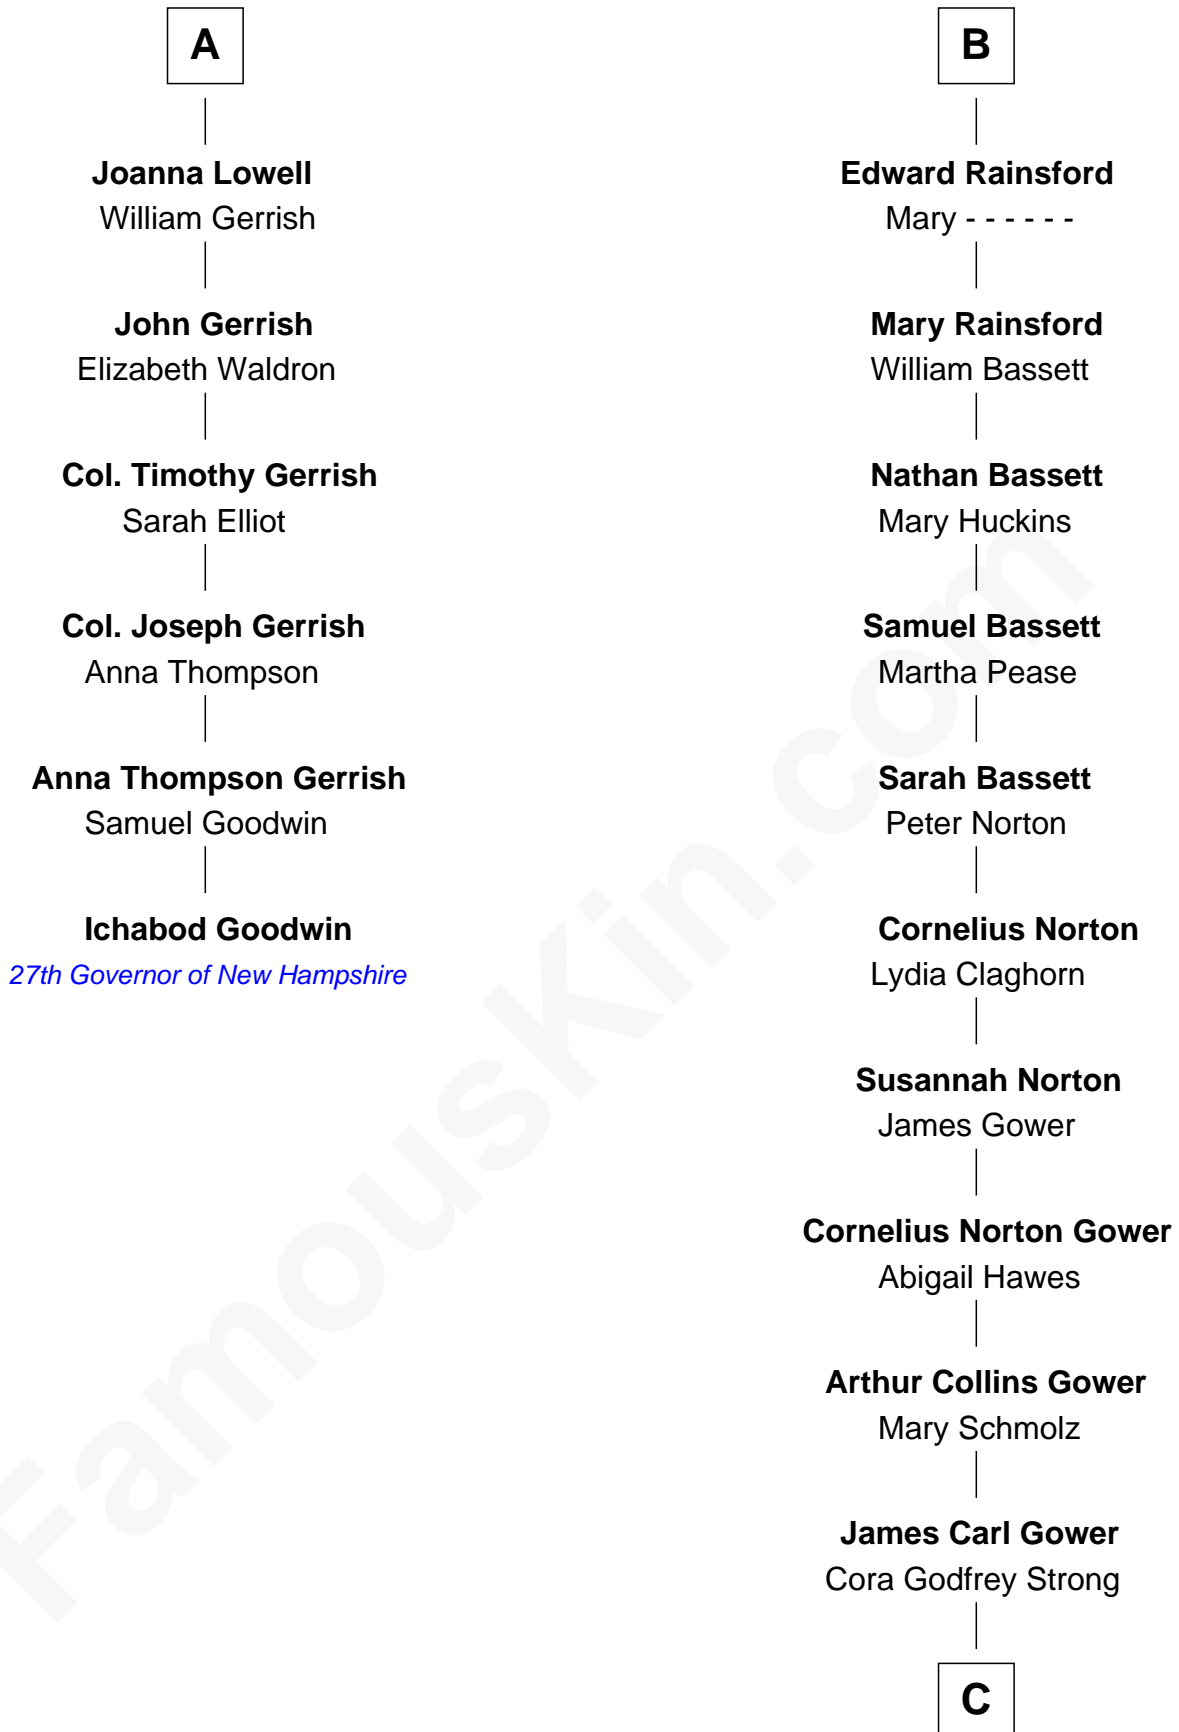 A
Joanna Lowell
William Gerrish
John Gerrish
Elizabeth Waldron
Col. Timothy Gerrish
Sarah Elliot
Col. Joseph Gerrish
Anna Thompson
Anna Thompson Gerrish
Samuel Goodwin
Ichabod Goodwin
27th Governor of New Hampshire
B
Edward Rainsford
Mary - - - - - -
Mary Rainsford
William Bassett
Nathan Bassett
Mary Huckins
Samuel Bassett
Martha Pease
Sarah Bassett
Peter Norton
Cornelius Norton
Lydia Claghorn
Susannah Norton
James Gower
Cornelius Norton Gower
Abigail Hawes
Arthur Collins Gower
Mary Schmolz
James Carl Gower
Cora Godfrey Strong
C
FamousKin.com